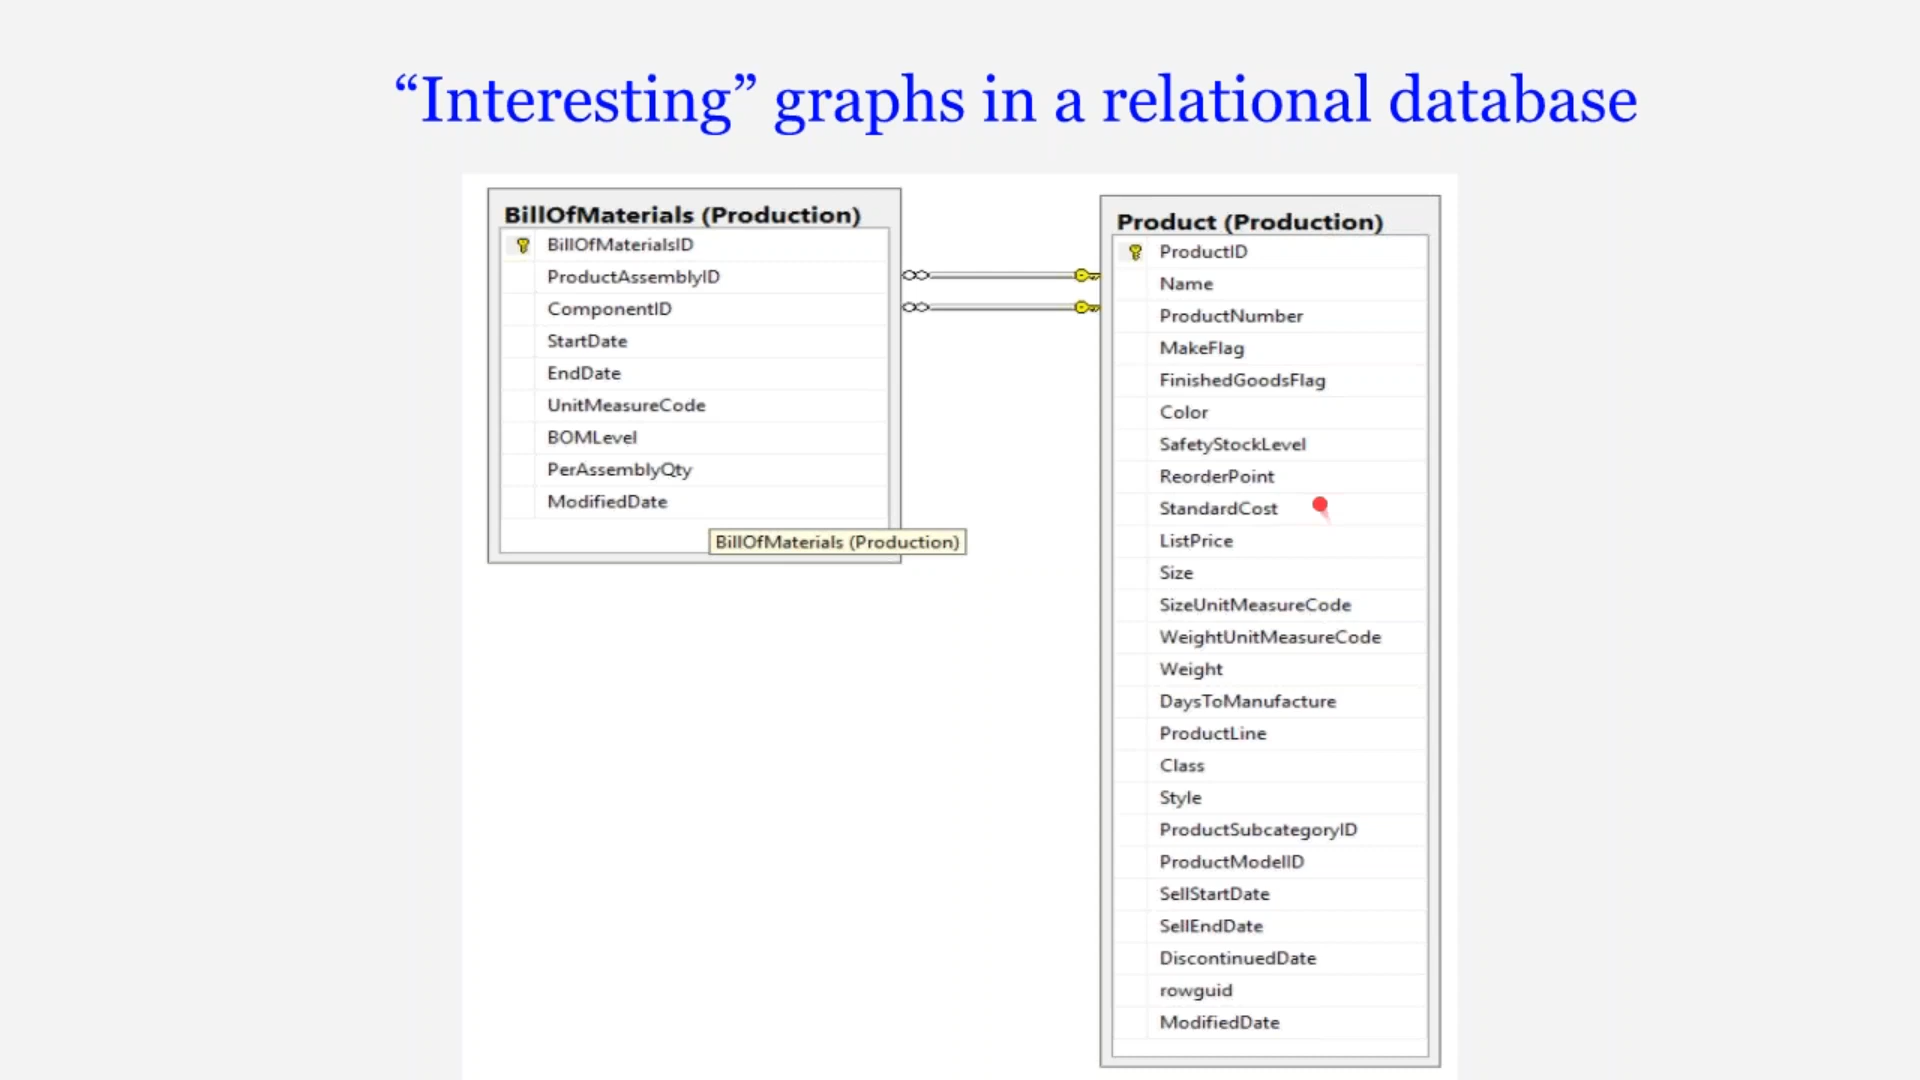 “Interesting” graphs in a relational database
BillOfMaterials (Production)
BillOfMaterialsID
ProductAssemblyID
ComponentID
StartDate
EndDate
UnitMeasureCode
BOMLevel
PerAssemblyQty
ModifiedDate
BillOfMaterials (Production)
Product (Production)
ProductID
Name
ProductNumber
MakeFlag
FinishedGoodsFlag
Color
SafetyStockLevel
ReorderPoint
StandardCost
ListPrice
Size
SizeUnitMeasureCode
WeightUnitMeasureCode
Weight
DaysToManufacture
ProductLine
Class
Style
ProductSubcategoryID
ProductModelID
SellStartDate
SellEndDate
DiscontinuedDate
rowguid
ModifiedDate